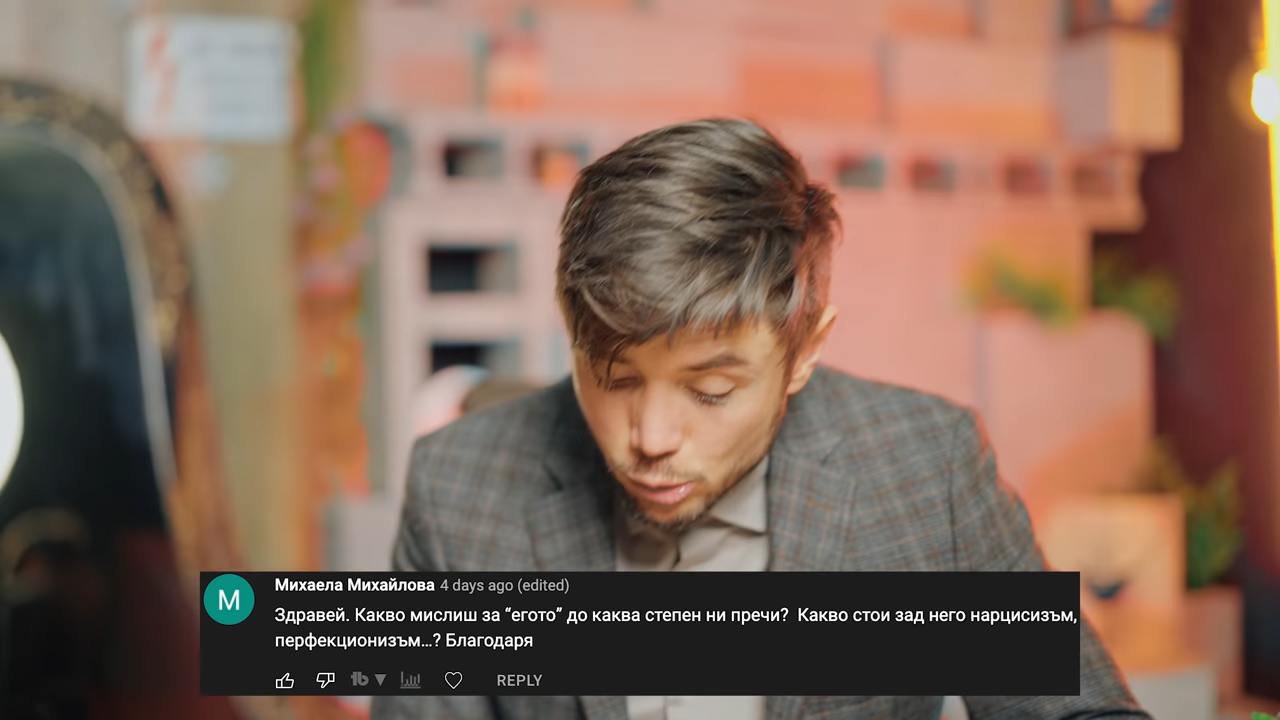 Михаела Михайлова 4 days ago (edited)
Здравей. Какво мислиш за “егото” до каква степен ни пречи? Какво стои зад него нарцисизъм,
перфекционизъм...? Благодаря
REPLY
M